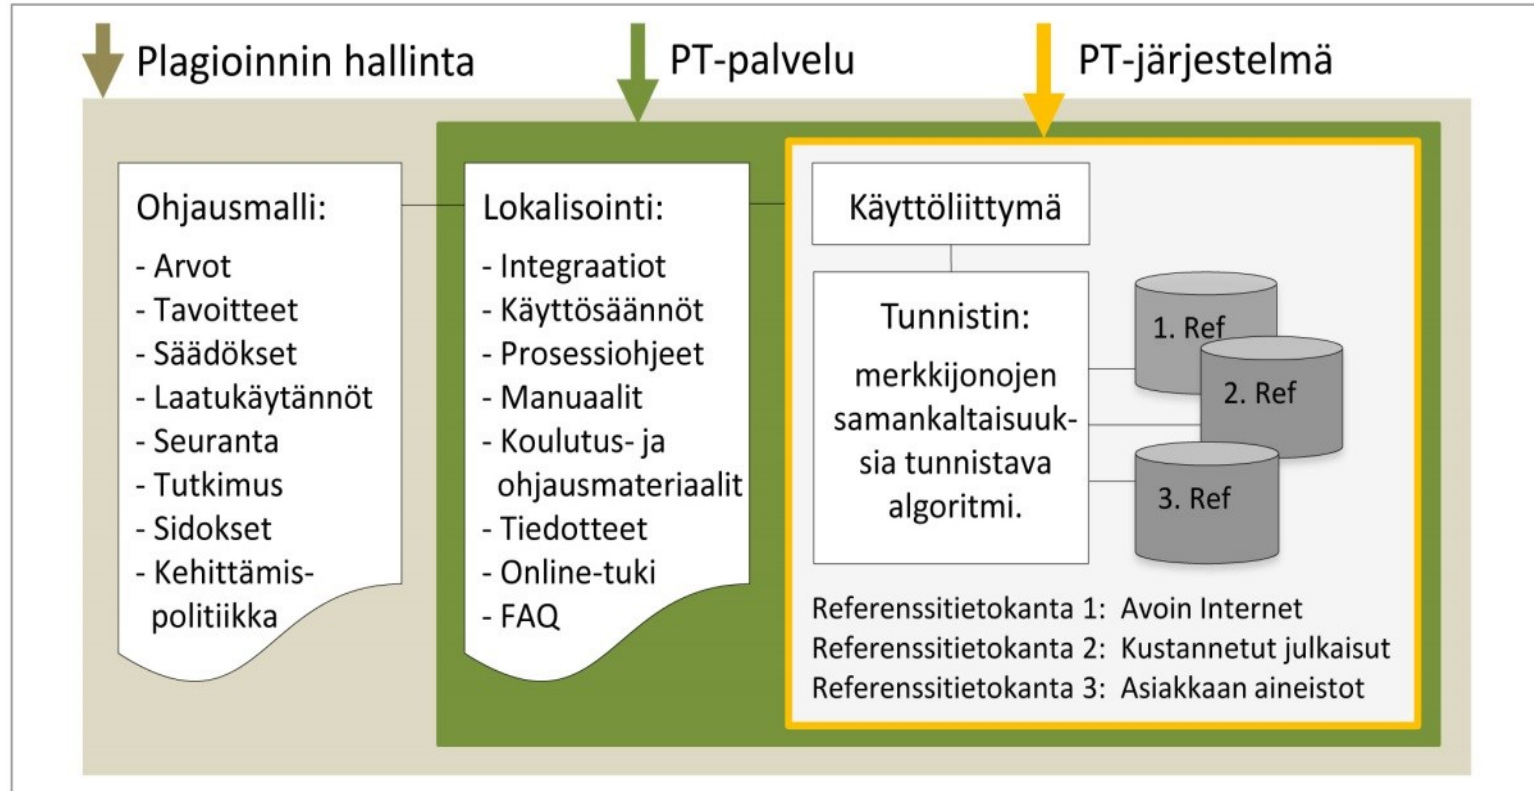 Plagioinnin hallinta
PT-palvelu
PT-järjestelmä
Ohjausmalli:
- Arvot
- Tavoitteet
- Säädökset
- Laatukäytännöt
- Seuranta
- Tutkimus
- Sidokset
- Kehittämis-
politiikka
Lokalisointi:
- Integraatiot
- Käyttösäännöt
- Prosessiohjeet
- Manuaalit
- Koulutus- ja
ohjausmateriaalit
- Tiedotteet
- Online-tuki
- FAQ
Käyttöliittymä
Tunnistin:
merkkijonojen
samankaltaisuuk-
sia tunnistava
algoritmi.
1. Ref
2. Ref
3. Ref
Referenssitietokanta 1: Avoin Internet
Referenssitietokanta 2: Kustannetut julkaisut
Referenssitietokanta 3: Asiakkaan aineistot